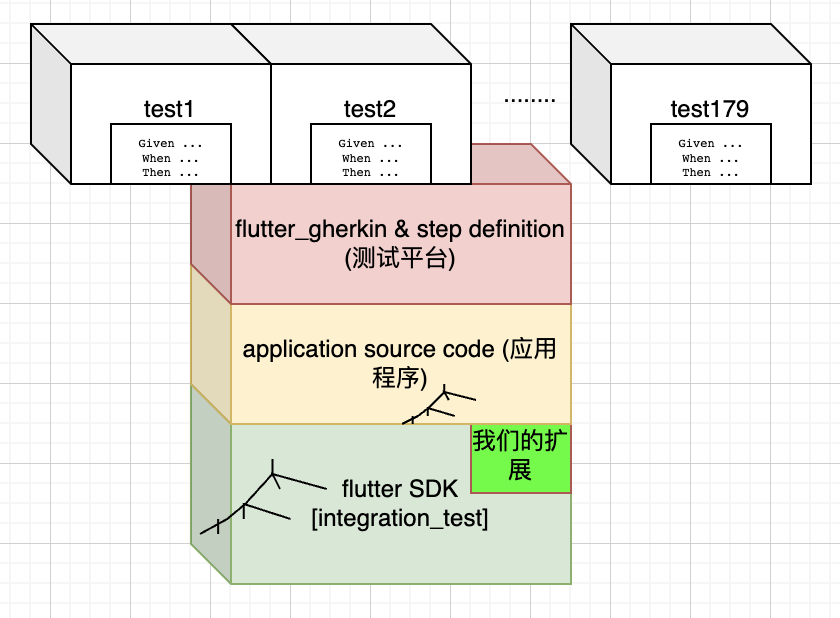 test1
test2
........
test179
Given ...
When ...
Then ...
Given ...
When ...
Then ...
Given ...
When ...
Then ...
flutter_gherkin & step definition
(测试平台)
application source code (应用
程序)
我们的扩
展
flutter SDK
[integration_test]